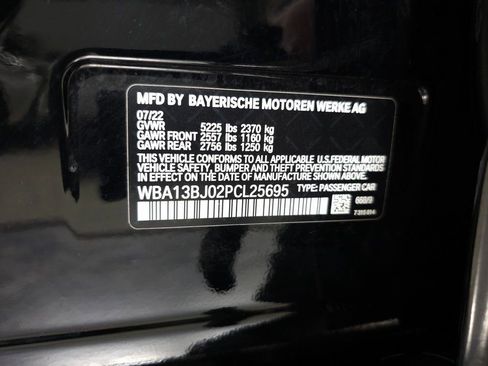 MFD BY BAYERISCHE MOTOREN WERKE AG
07/22
GVWR 5225 lbs 2370 kg
GAWR FRONT 2557 lbs 1160 kg
GAWR REAR 2756 lbs 1250 kg
THIS VEHICLE CONFORMS TO ALL APPLICABLE U.S.FEDERAL MOTOR
VEHICLE SAFETY, BUMPER, AND THEFT PREVENTION
STANDARDS IN EFFECT ON THE DATE OF MANUFACTURE SHOWN ABOVE.
WBA13BJ02PCL25695 TYPE: PASSENGER CAR